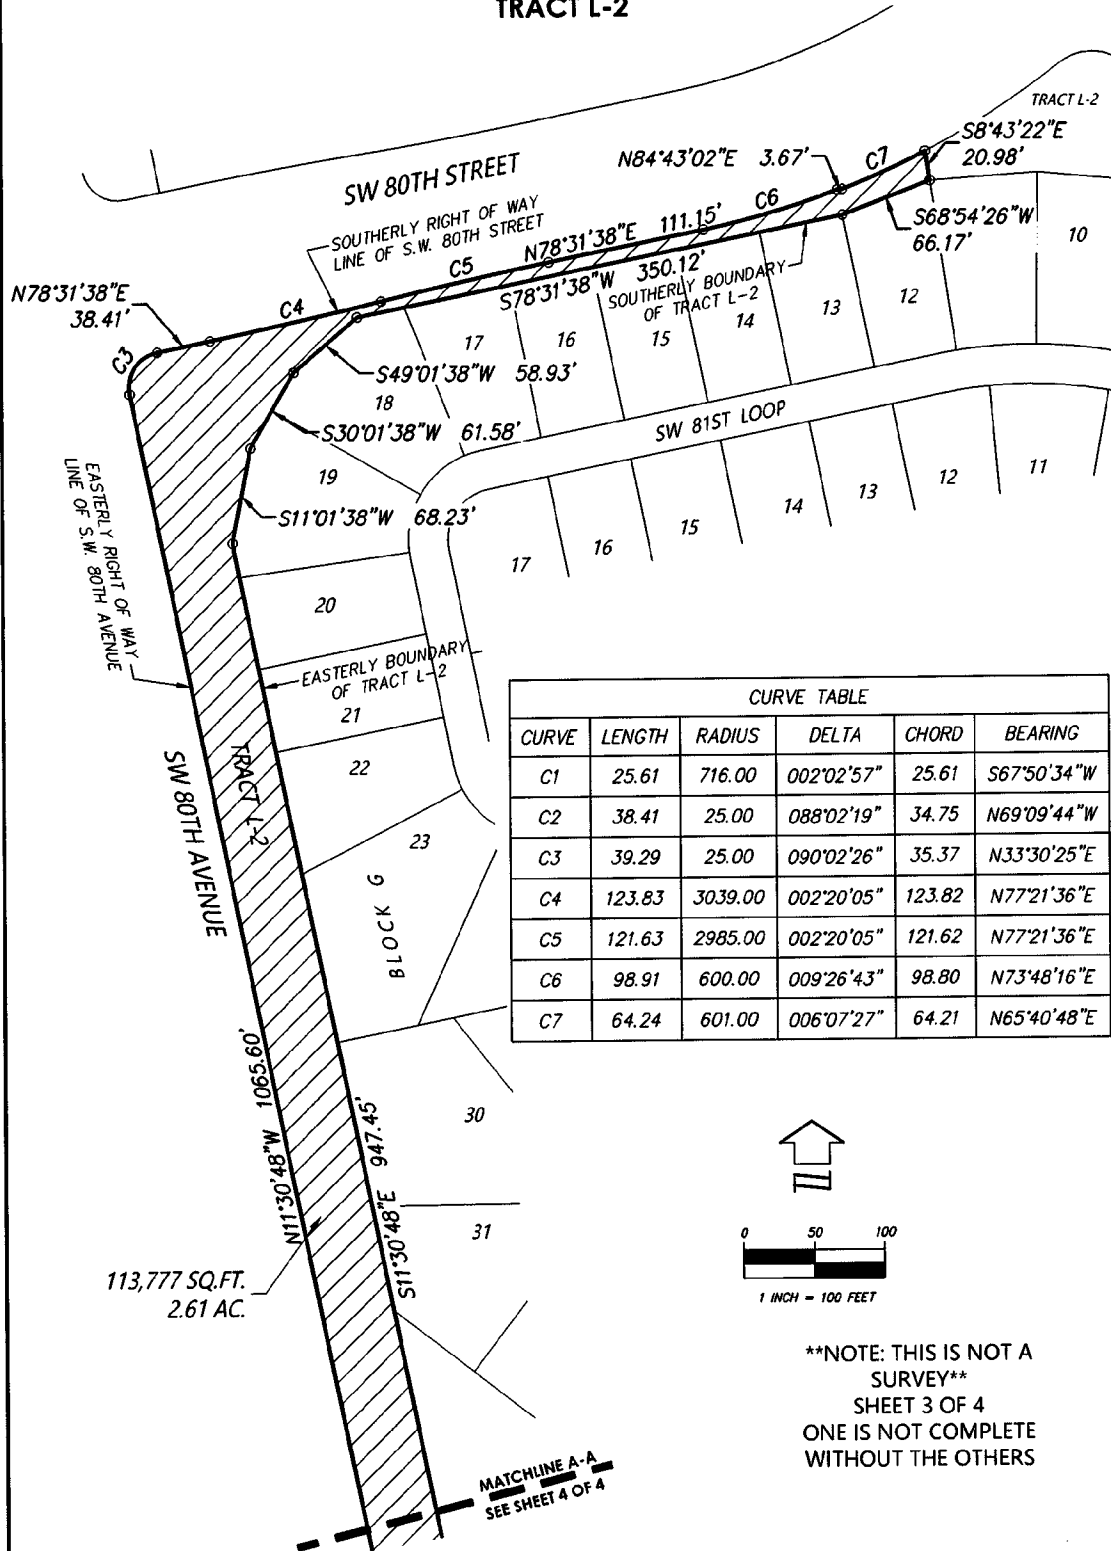 TRACT L-2
TRACT L-2
S8°43'22"E
20.98'
N84°43'02"E 3.67'
C7
SW 80TH STREET
C6
SOUTHERLY RIGHT OF WAY
LINE OF S.W. 80TH STREET
S68°54'26"W
66.17'
10
N78°31'38"E 111.15'
C5
S78°31'38"W 350.12'
SOUTHERLY BOUNDARY
OF TRACT L-2
N78°31'38"E
38.41'
C4
C3
17
16
15
14
13
12
S49°01'38"W 58.93'
18
S30°01'38"W 61.58'
SW 81ST LOOP
19
S11°01'38"W 68.23'
EASTERLY RIGHT OF WAY
LINE OF S.W. 80TH AVENUE
17
16
15
14
13
12
11
20
EASTERLY BOUNDARY
OF TRACT L-2
21
22
23
SW 80TH AVENUE
TRACT L-2
BLOCK G
CURVE TABLE
CURVE LENGTH RADIUS DELTA CHORD BEARING
C1 25.61 716.00 002°02'57" 25.61 S67°50'34"W
C2 38.41 25.00 088°02'19" 34.75 N69°09'44"W
C3 39.29 25.00 090°02'26" 35.37 N33°30'25"E
C4 123.83 3039.00 002°20'05" 123.82 N77°21'36"E
C5 121.63 2985.00 002°20'05" 121.62 N77°21'36"E
C6 98.91 600.00 009°26'43" 98.80 N73°48'16"E
C7 64.24 601.00 006°07'27" 64.21 N65°40'48"E
N11°30'48"W 1065.60'
S11°30'48"E 947.45'
30
31
113,777 SQ.FT.
2.61 AC.
0 50 100
1 INCH = 100 FEET
**NOTE: THIS IS NOT A
SURVEY**
SHEET 3 OF 4
ONE IS NOT COMPLETE
WITHOUT THE OTHERS
MATCHLINE A-A
SEE SHEET 4 OF 4